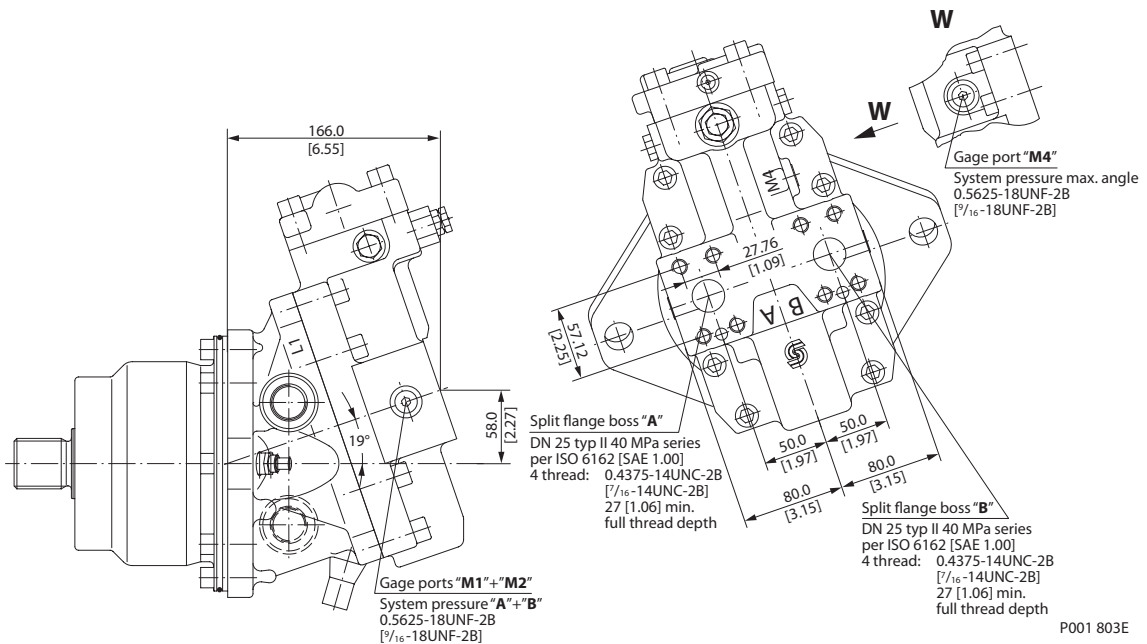 166.0
[6.55]
L1
19°
58.0
[2.27]
Gage ports "M1"+"M2"
System pressure "A"+"B"
0.5625-18UNF-2B
[9/16-18UNF-2B]
W
W
Gage port "M4"
System pressure max. angle
0.5625-18UNF-2B
[9/16-18UNF-2B]
M4
27.76
[1.09]
57.12
[2.25]
B A
Split flange boss "A"
DN 25 typ II 40 MPa series
per ISO 6162 [SAE 1.00]
4 thread: 0.4375-14UNC-2B
[7/16-14UNC-2B]
27 [1.06] min.
full thread depth
50.0
[1.97]
50.0
[1.97]
80.0
[3.15]
80.0
[3.15]
Split flange boss "B"
DN 25 typ II 40 MPa series
per ISO 6162 [SAE 1.00]
4 thread: 0.4375-14UNC-2B
[7/16-14UNC-2B]
27 [1.06] min.
full thread depth
P001 803E